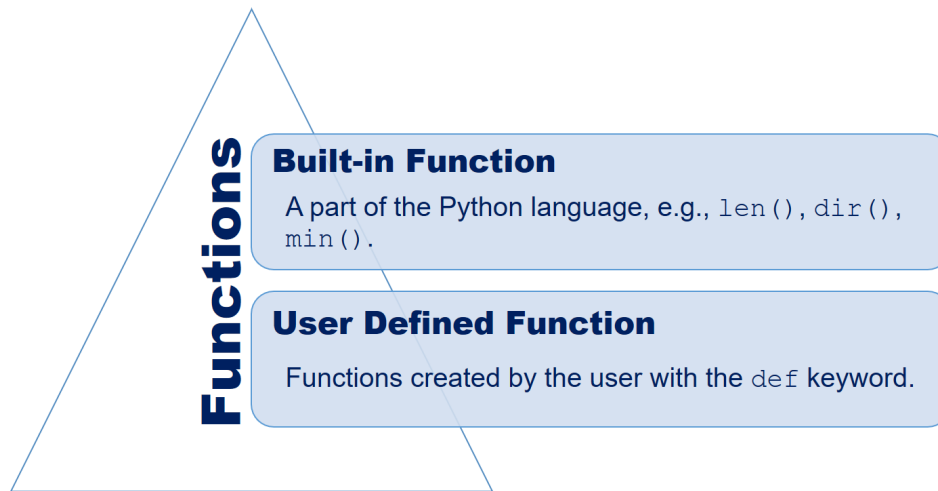 Functions
Built-in Function
A part of the Python language, e.g., len(), dir(),
min().
User Defined Function
Functions created by the user with the def keyword.